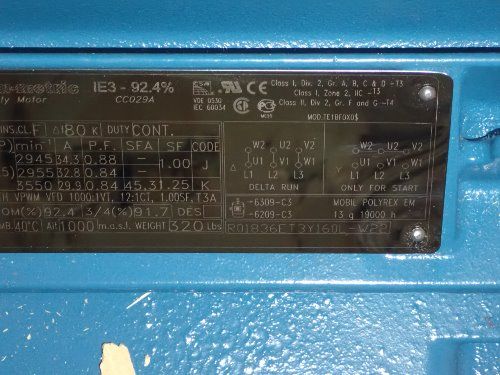 IE3 - 92.4%
CC029A
Motor
VDE 0530
IEC 60034
Class I, Div. 2, Gr. A, B, C & D -T3
Class I, Zone 2, IIC -T3
Class II, Div. 2, Gr. F and G -T4
MOD.TE1BF0X0$
INS.CL.F Δt 80 K DUTY CONT.
min-1 A P.F. SFA SF CODE
2945 34.3 0.88 - 1.00 J
2955 32.8 0.84 -
3550 29.9 0.84 45.3 1.25 K
VPWM VFD 1000:1VT, 12:1CT, 1.00SF, T3A
NOM(%) 92.4 3/4(%) 91.7 DES
AMB. 40°C Alt 1000 m.a.s.l. WEIGHT 320 lbs
W2 U2 V2
U1 V1 W1
L1 L2 L3
DELTA RUN
W2 U2 V2
U1 V1 W1
L1 L2 L3
ONLY FOR START
-6309-C3
-6209-C3
MOBIL POLYREX EM
13 g 19000 h
R01836ET3Y160L-W22